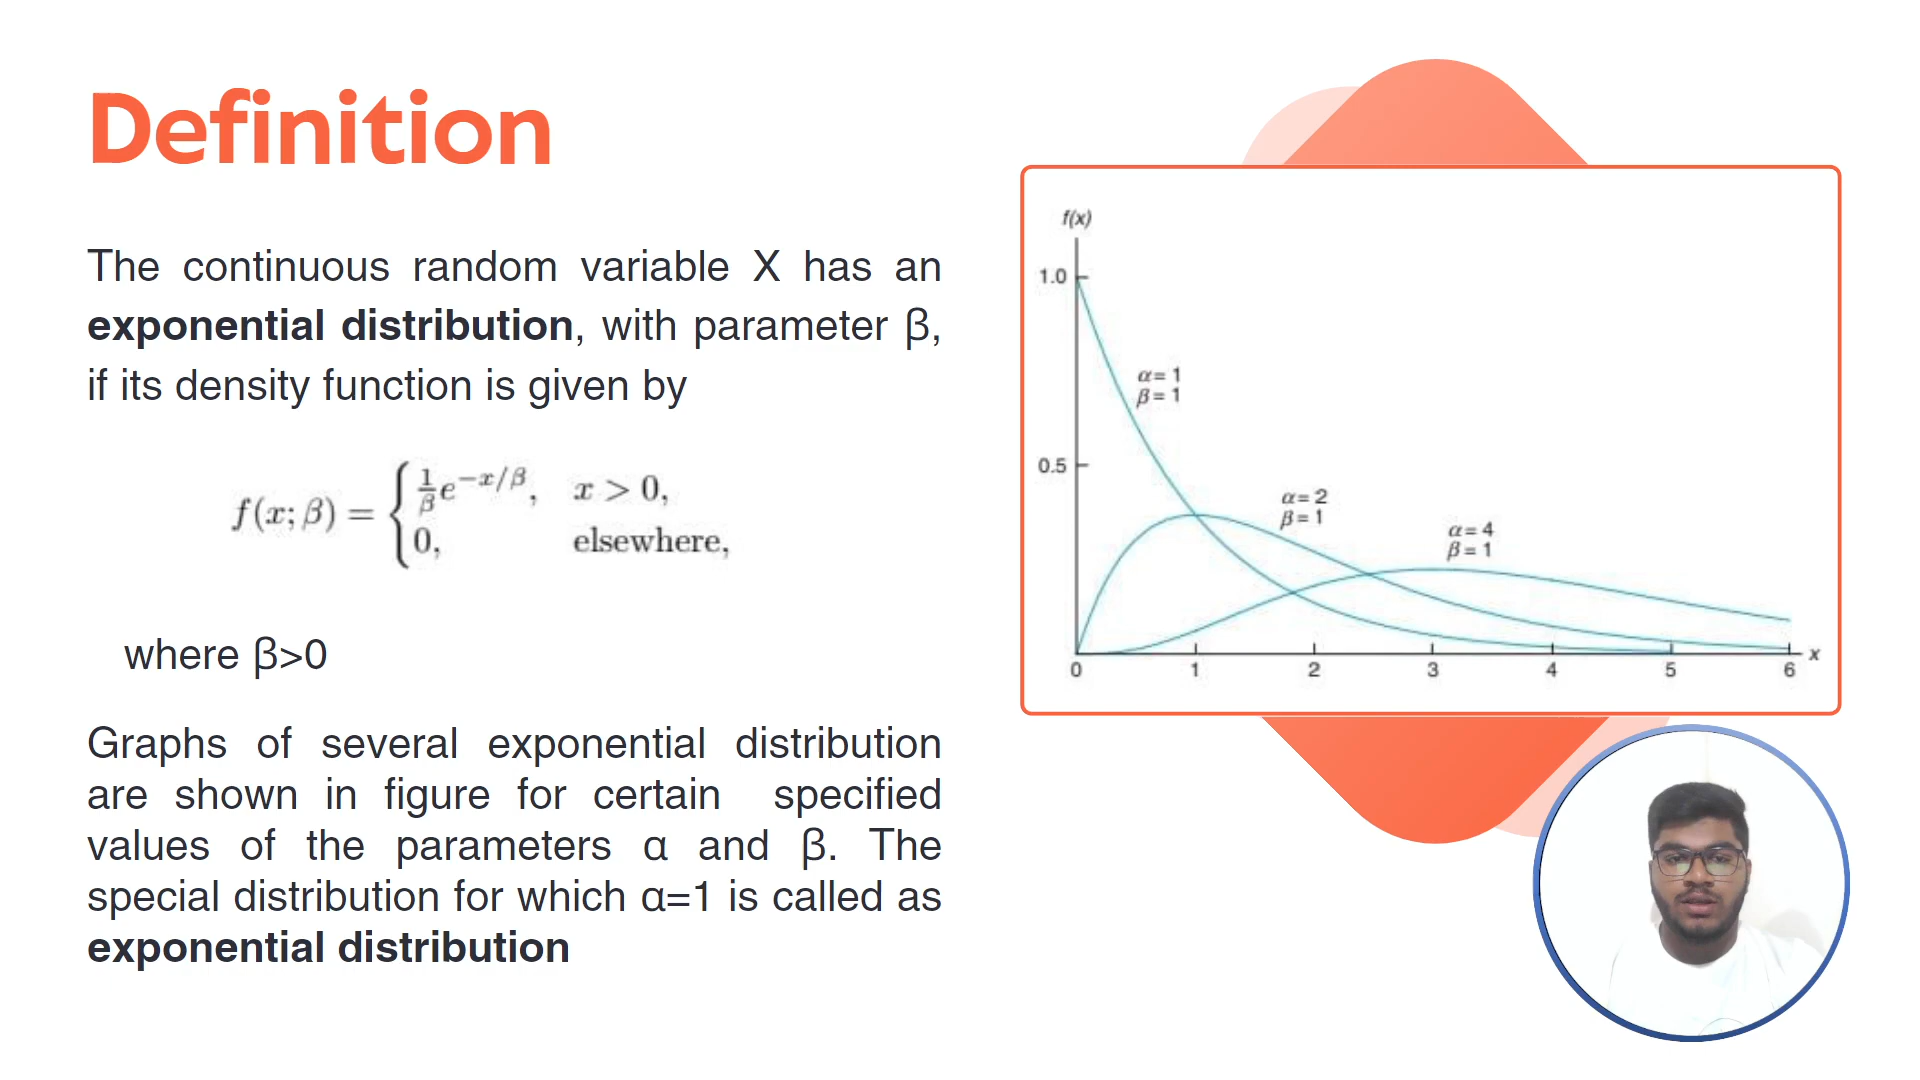 Definition
The continuous random variable X has an
exponential distribution, with parameter β,
if its density function is given by
f(x; β) = { 1/β e^{-x/β}, x > 0,
0, elsewhere,
where β>0
Graphs of several exponential distribution
are shown in figure for certain specified
values of the parameters α and β. The
special distribution for which α=1 is called as
exponential distribution
f(x)
1.0
α= 1
β= 1
0.5
α= 2
β= 1
α= 4
β= 1
0 1 2 3 4 5 6 x